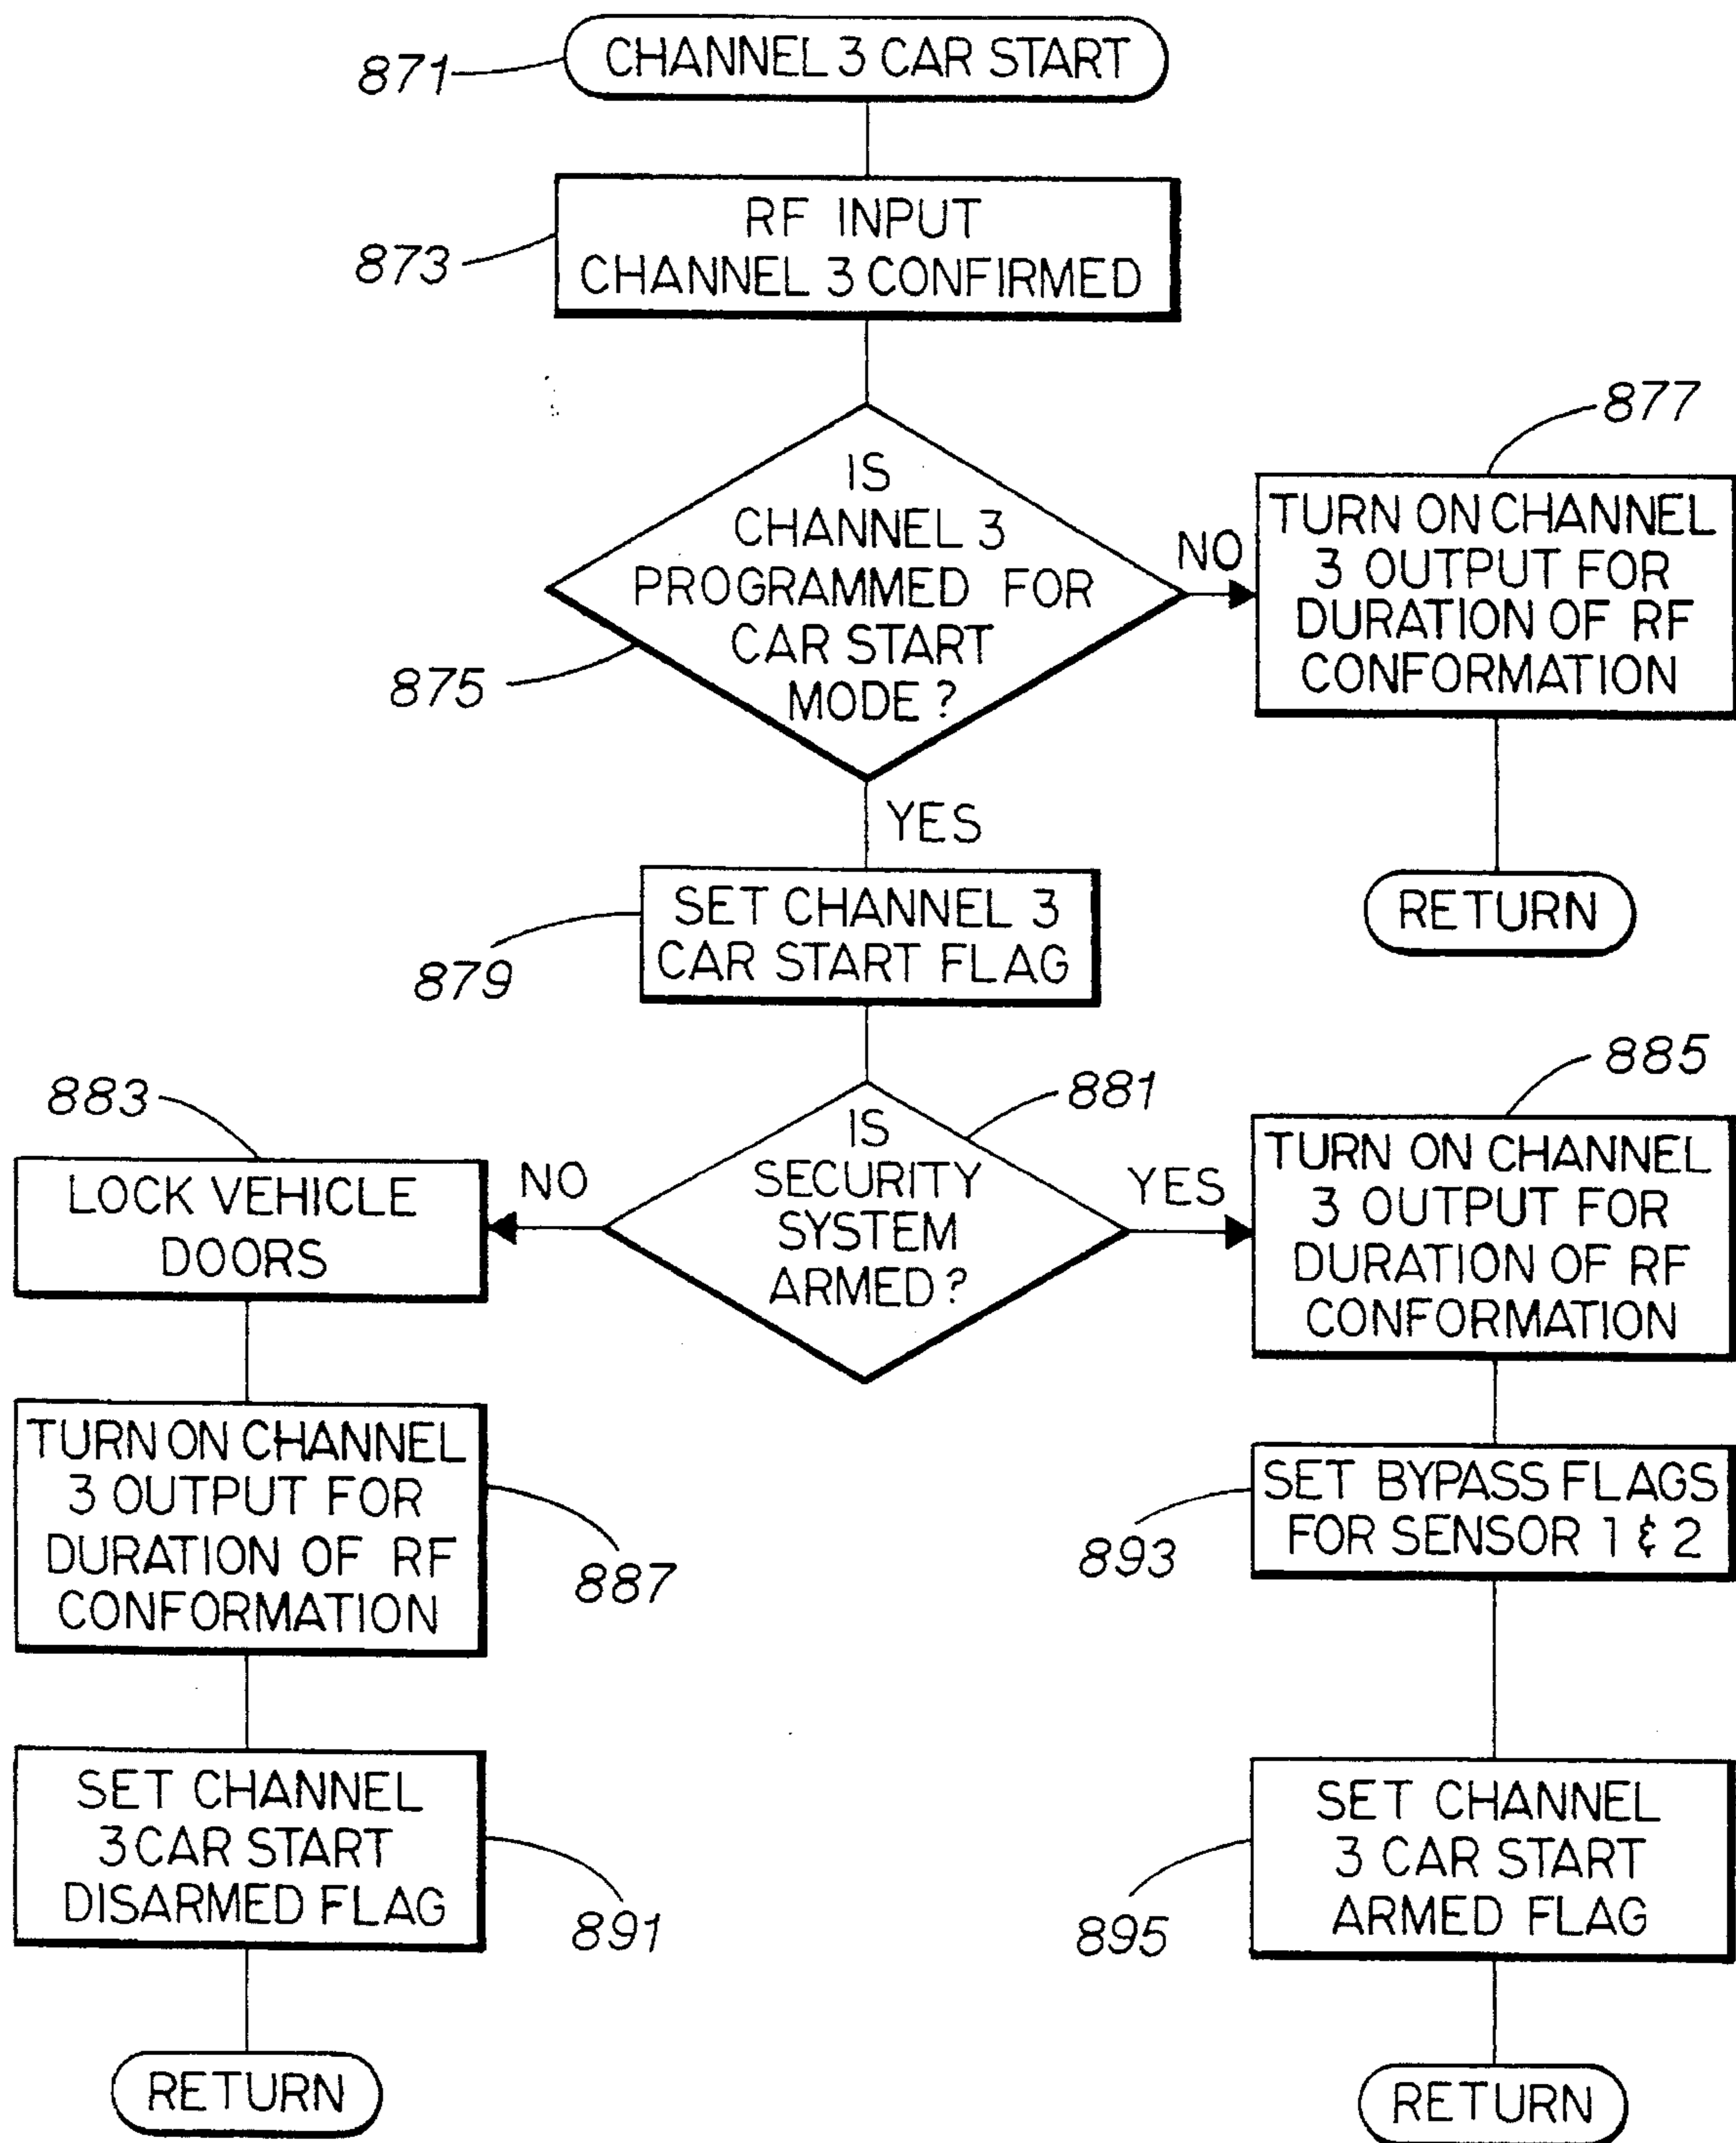 871
CHANNEL 3 CAR START
873
RF INPUT
CHANNEL 3 CONFIRMED
875
IS
CHANNEL 3
PROGRAMMED FOR
CAR START
MODE?
NO
877
TURN ON CHANNEL
3 OUTPUT FOR
DURATION OF RF
CONFORMATION
RETURN
YES
879
SET CHANNEL 3
CAR START FLAG
881
IS
SECURITY
SYSTEM
ARMED?
NO
883
LOCK VEHICLE
DOORS
887
TURN ON CHANNEL
3 OUTPUT FOR
DURATION OF RF
CONFORMATION
891
SET CHANNEL
3 CAR START
DISARMED FLAG
RETURN
YES
885
TURN ON CHANNEL
3 OUTPUT FOR
DURATION OF RF
CONFORMATION
893
SET BYPASS FLAGS
FOR SENSOR 1 & 2
895
SET CHANNEL
3 CAR START
ARMED FLAG
RETURN